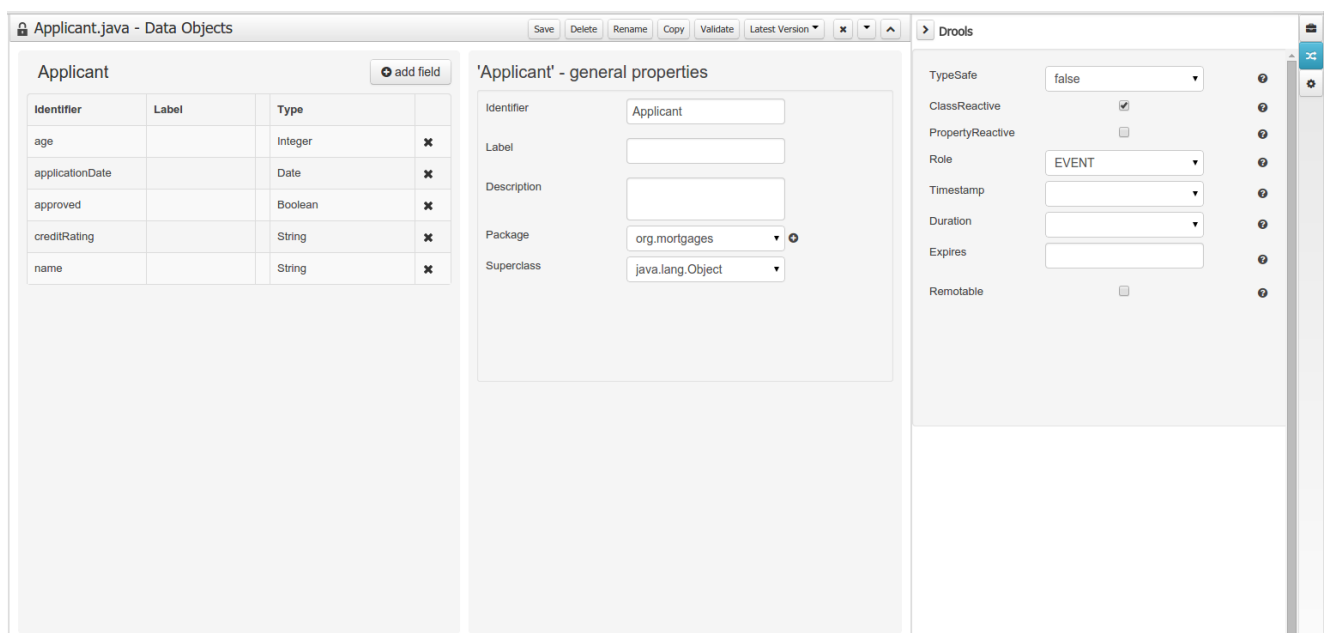 Applicant.java - Data Objects
Save Delete Rename Copy Validate Latest Version
Drools
Applicant
add field
Identifier Label Type
age Integer
applicationDate Date
approved Boolean
creditRating String
name String
'Applicant' - general properties
Identifier Applicant
Label
Description
Package org.mortgages
Superclass java.lang.Object
TypeSafe false
ClassReactive
PropertyReactive
Role EVENT
Timestamp
Duration
Expires
Remotable